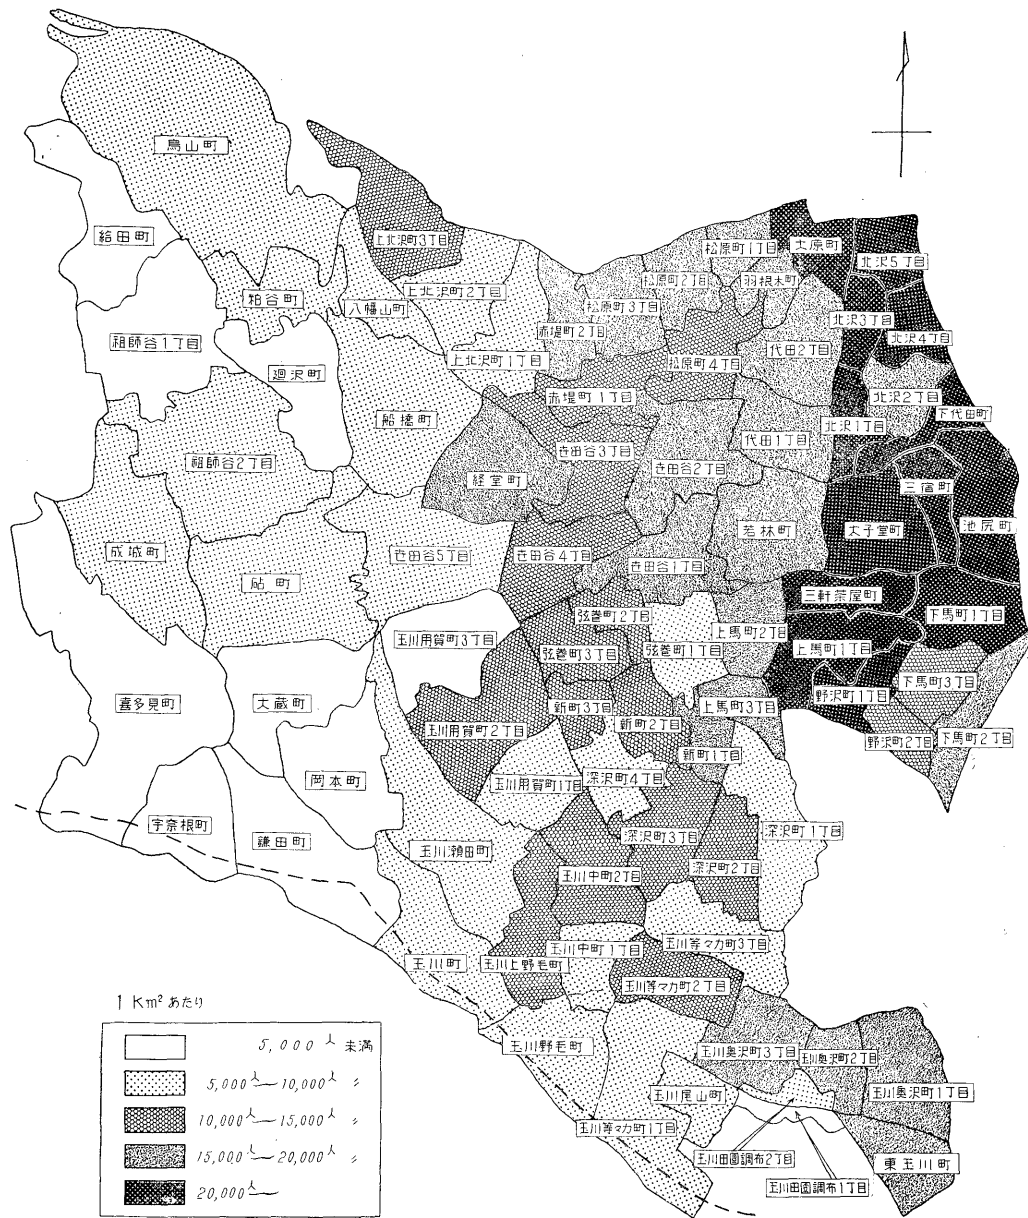 烏山町
給田町
上北沢町3丁目
松原町1丁目
大原町
北沢5丁目
松原町2丁目
羽根木町
粕谷町
八幡山町
上北沢町2丁目
松原町3丁目
北沢3丁目
祖師谷1丁目
赤堤町2丁目
代田2丁目
北沢4丁目
廻沢町
上北沢町1丁目
松原町4丁目
赤堤町1丁目
北沢2丁目
船橋町
下代田町
北沢1丁目
代田1丁目
世田谷3丁目
祖師谷2丁目
世田谷2丁目
経堂町
三宿町
池尻町
太子堂町
若林町
成城町
世田谷5丁目
世田谷4丁目
世田谷1丁目
砧町
三軒茶屋町
下馬町1丁目
弦巻町2丁目
上馬町2丁目
玉川用賀町3丁目
弦巻町3丁目
弦巻町1丁目
上馬町1丁目
下馬町3丁目
野沢町1丁目
喜多見町
大蔵町
新町3丁目
上馬町3丁目
玉川用賀町2丁目
新町2丁目
野沢町2丁目
下馬町2丁目
新町1丁目
岡本町
玉川用賀町1丁目
深沢町4丁目
宇奈根町
鎌田町
深沢町3丁目
深沢町1丁目
玉川瀬田町
深沢町2丁目
玉川中町2丁目
玉川中町1丁目
玉川等々力町3丁目
玉川町
玉川上野毛町
玉川等々力町2丁目
玉川野毛町
玉川奥沢町3丁目
玉川奥沢町2丁目
玉川尾山町
玉川奥沢町1丁目
玉川等々力町1丁目
玉川田園調布2丁目
東玉川町
玉川田園調布1丁目
1Km²あたり
5,000人未満
5,000人―10,000人 〃
10,000人―15,000人 〃
15,000人―20,000人 〃
20,000人―